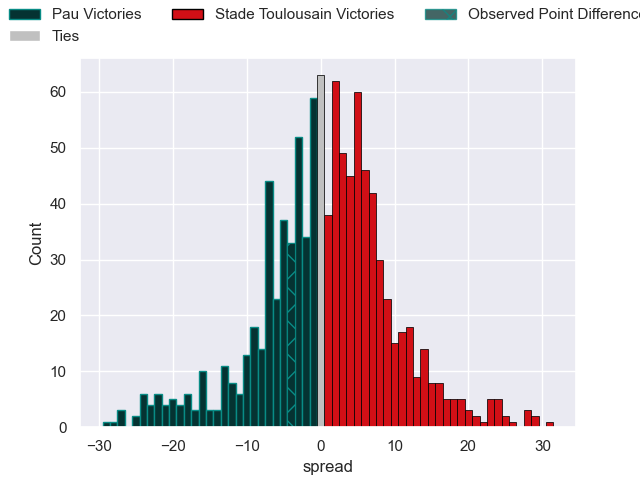 Pau Victories Stade Toulousain Victories Observed Point Difference
Ties
60
50
40
30
20
10
0
Count
−30 −20 −10 0 10 20 30
spread